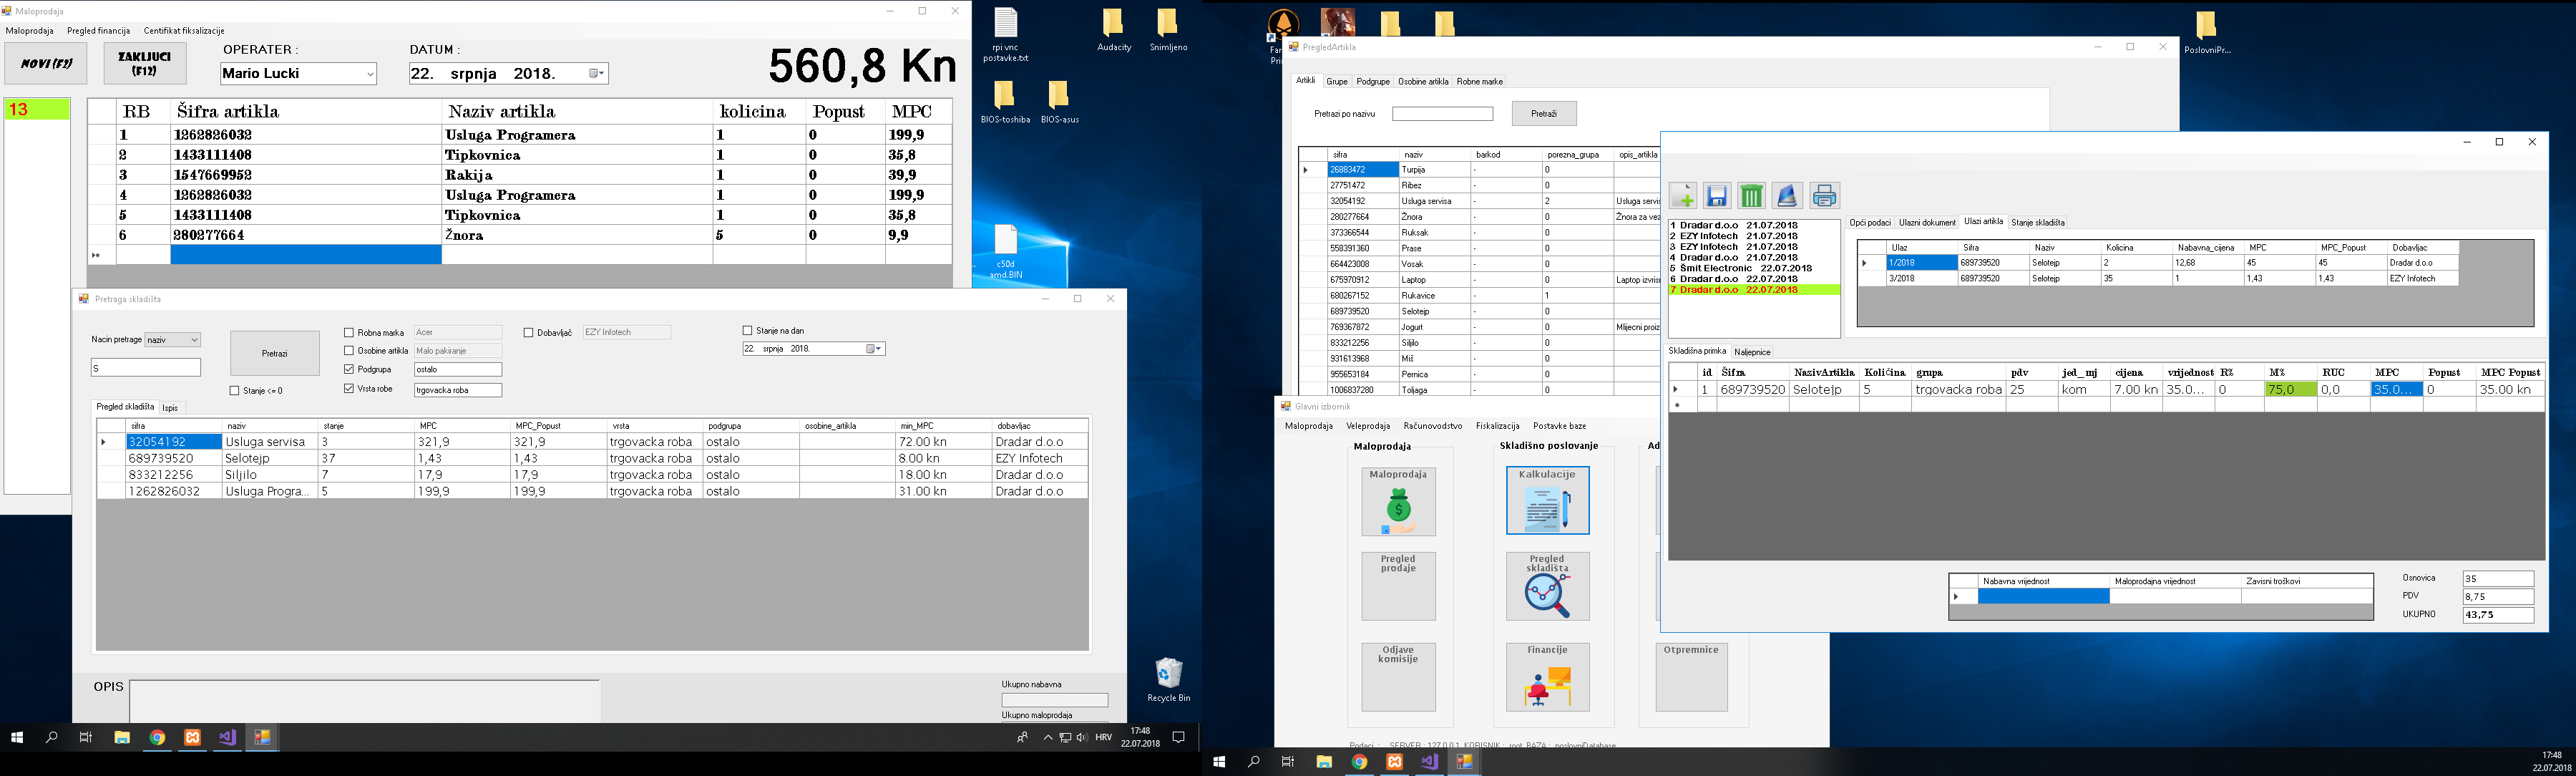 Maloprodaja
Maloprodaja Pregled financija Certifikat fiksalizacije
NOVI (F2)
ZAKLJUCI (F12)
OPERATER :
Mario Lucki
DATUM :
22. srpnja 2018.
560,8 Kn
13
RB Šifra artikla Naziv artikla kolicina Popust MPC
1 1262826032 Usluga Programera 1 0 199,9
2 1433111408 Tipkovnica 1 0 35,8
3 1547669952 Rakija 1 0 39,9
4 1262826032 Usluga Programera 1 0 199,9
5 1433111408 Tipkovnica 1 0 35,8
6 280277664 Žnora 5 0 9,9
Pretraga skladišta
Nacin pretrage naziv
S
Pretrazi
Stanje <= 0
Robna marka Acer
Osobine artikla Malo pakiranje
Podgrupa ostalo
Vrsta robe trgovacka roba
Dobavljač EZY Infotech
Stanje na dan
22. srpnja 2018.
Pregled skladišta Ispis
sifra naziv stanje MPC MPC_Popust vrsta podgrupa osobine_artikla min_MPC dobavljac
32054192 Usluga servisa 3 321,9 321,9 trgovacka roba ostalo 72.00 kn Dradar d.o.o
689739520 Selotejp 37 1,43 1,43 trgovacka roba ostalo 8.00 kn EZY Infotech
833212256 Siljilo 7 17,9 17,9 trgovacka roba ostalo 18.00 kn Dradar d.o.o
1262826032 Usluga Progra... 5 199,9 199,9 trgovacka roba ostalo 31.00 kn Dradar d.o.o
OPIS
Ukupno nabavna
Ukupno maloprodaja
rpi vnc postavke.txt
Audacity
Snimljeno
BIOS-toshiba
BIOS-asus
c50d amd.BIN
Recycle Bin
HRV
17:48
22.07.2018
PoslovniPr...
PregledArtikla
Artikli Grupe Podgrupe Osobine artikla Robne marke
Pretrazi po nazivu
Pretraži
sifra naziv barkod porezna_grupa opis_artikla
26883472 Turpija - 0
27751472 Ribez - 0
32054192 Usluga servisa - 2 Usluga servis
280277664 Žnora - 0 Žnora za vez
373366544 Ruksak - 0
558391360 Prase - 0
664423008 Vosak - 0
675970912 Laptop - 0 Laptop izvrisn
680267152 Rukavice - 1
689739520 Selotejp - 0
769367872 Jogurt - 0 Mlijecni proiz
833212256 Siljilo - 0
931613968 Miš - 0
955653184 Pernica - 0
1006837280 Toljaga - 0
Glavni izbornik
Maloprodaja Veleprodaja Računovodstvo Fiskalizacija Postavke baze
Maloprodaja
Maloprodaja
Pregled prodaje
Odjave komisije
Skladišno poslovanje
Kalkulacije
Pregled skladišta
Financije
Ad
Otpremnice
Podaci : SERVER : 127.0.0.1 KORISNIK : root BAZA : poslovniDatabase
1 Dradar d.o.o 21.07.2018
2 EZY Infotech 21.07.2018
3 EZY Infotech 21.07.2018
4 Dradar d.o.o 21.07.2018
5 Smit Electronic 22.07.2018
6 Dradar d.o.o 22.07.2018
7 Dradar d.o.o 22.07.2018
Opći podaci Ulazni dokument Ulazi artikla Stanje skladišta
Ulaz Sifra Naziv Kolicina Nabavna_cijena MPC MPC_Popust Dobavljac
1/2018 689739520 Selotejp 2 12,68 45 45 Dradar d.o.o
3/2018 689739520 Selotejp 35 1 1,43 1,43 EZY Infotech
Skladišna primka Naljepnice
id Šifra NazivArtikla Količina grupa pdv jed_mj cijena vrijednost R% M% RUC MPC Popust MPC Popust
1 689739520 Selotejp 5 trgovacka roba 25 kom 7.00 kn 35.0... 0 75,0 0,0 35.0... 0 35.00 kn
Nabavna vrijednost Maloprodajna vrijednost Zavisni troškovi
Osnovica 35
PDV 8,75
UKUPNO 43,75
17:48
22.07.2018